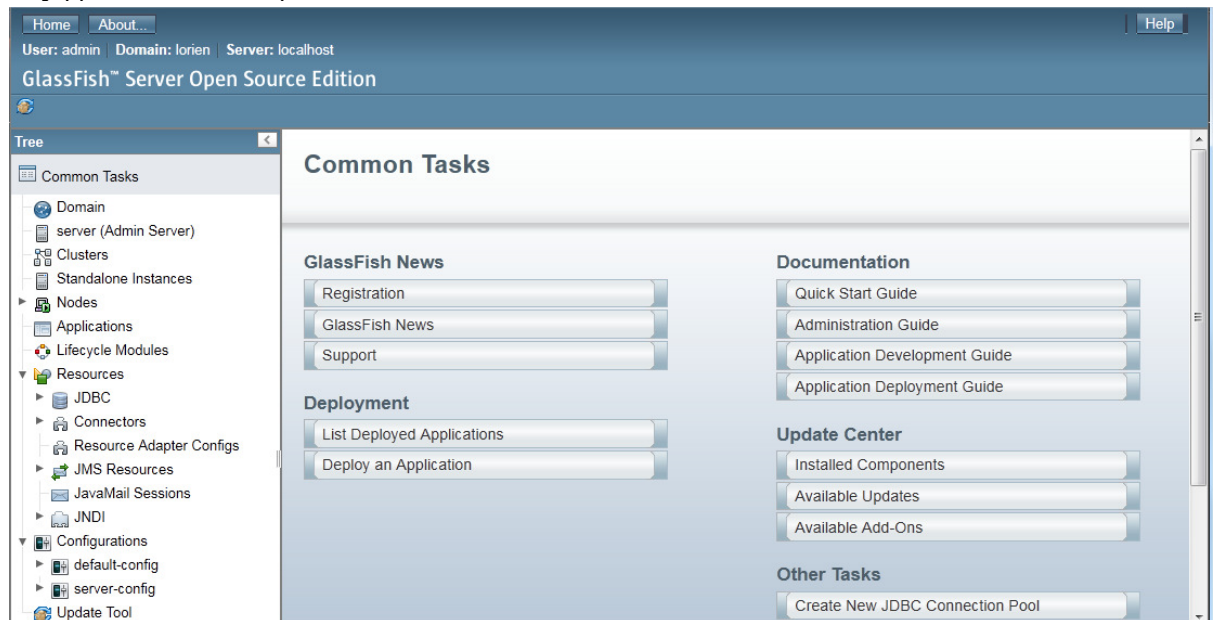 Home About... Help
User: admin Domain: lorien Server: localhost
GlassFish™ Server Open Source Edition
Tree
Common Tasks
Domain
server (Admin Server)
Clusters
Standalone Instances
Nodes
Applications
Lifecycle Modules
Resources
JDBC
Connectors
Resource Adapter Configs
JMS Resources
JavaMail Sessions
JNDI
Configurations
default-config
server-config
Update Tool
Common Tasks
GlassFish News
Registration
GlassFish News
Support
Deployment
List Deployed Applications
Deploy an Application
Documentation
Quick Start Guide
Administration Guide
Application Development Guide
Application Deployment Guide
Update Center
Installed Components
Available Updates
Available Add-Ons
Other Tasks
Create New JDBC Connection Pool